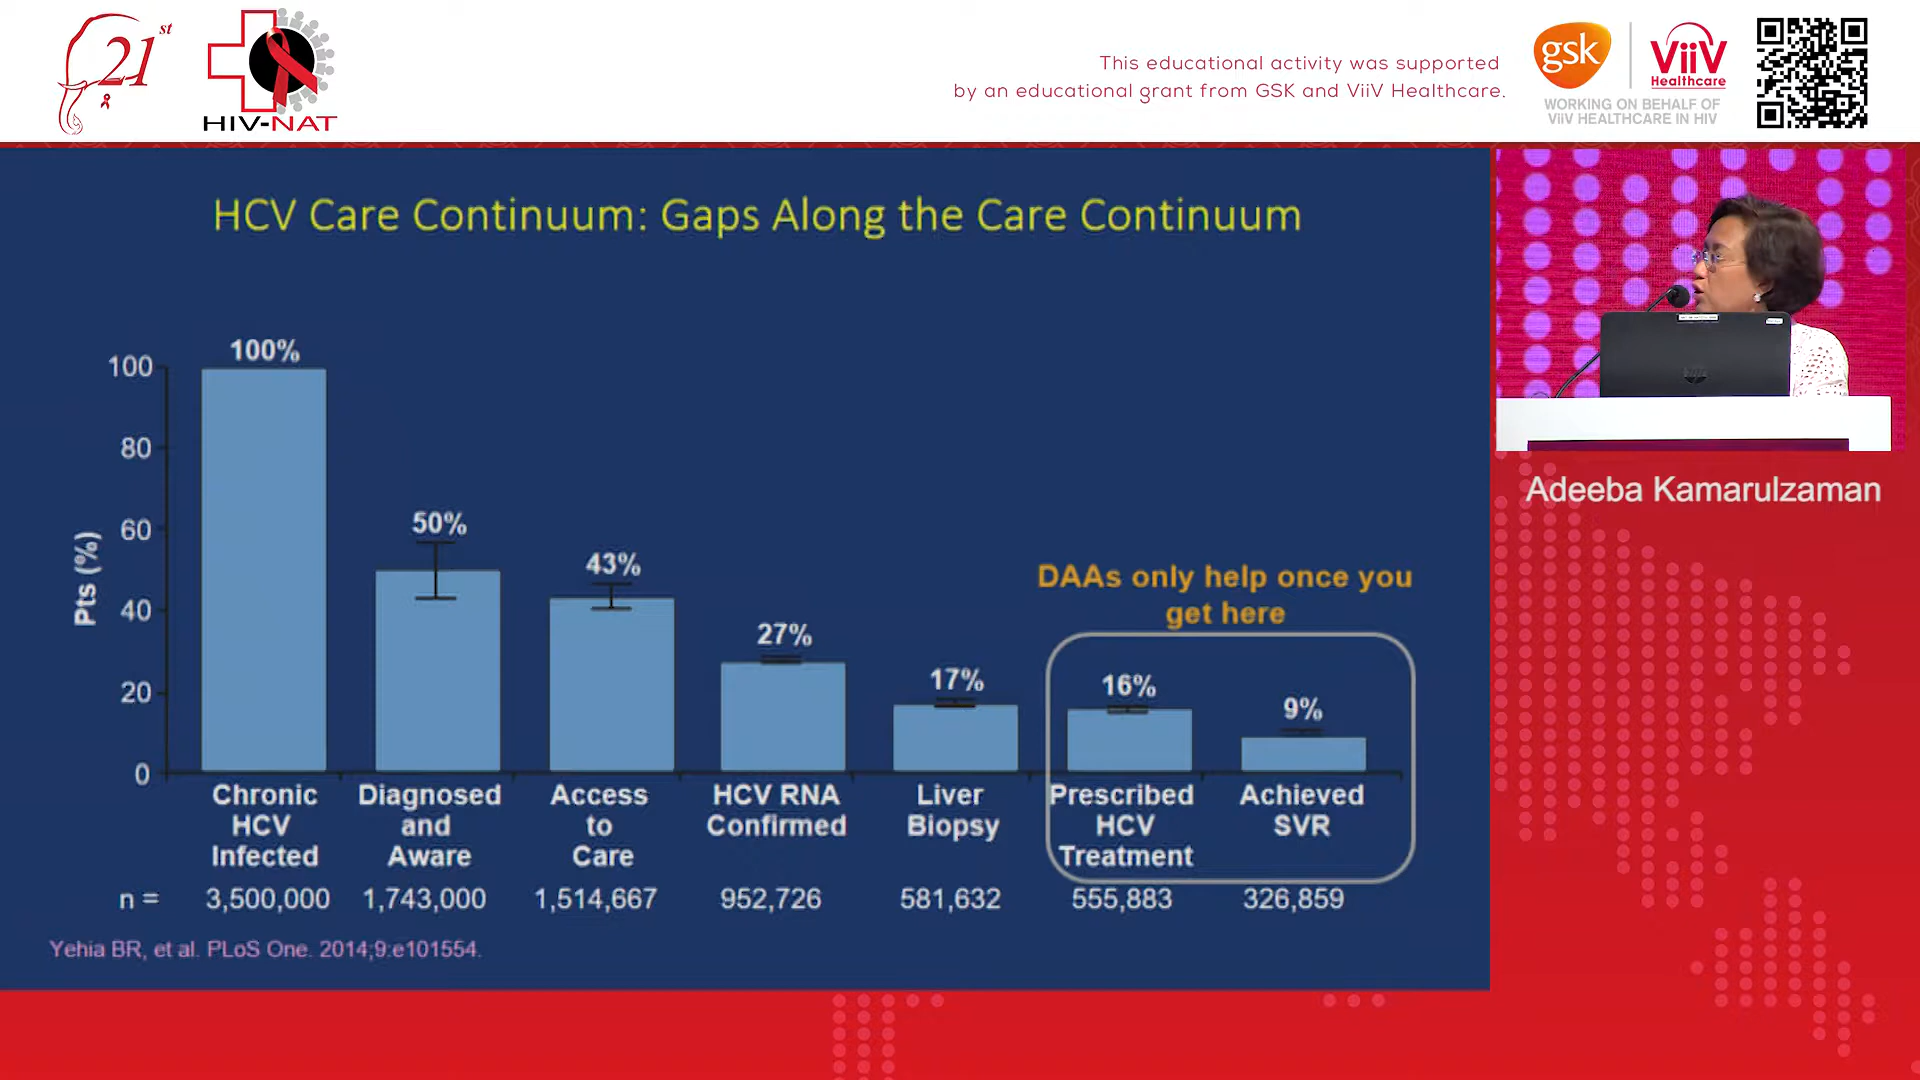 21st
HIV-NAT
This educational activity was supported
by an educational grant from GSK and ViiV Healthcare.
gsk
ViiV
Healthcare
WORKING ON BEHALF OF
ViiV HEALTHCARE IN HIV
HCV Care Continuum: Gaps Along the Care Continuum
Pts (%)
100
80
60
40
20
0
100%
50%
43%
27%
17%
16%
9%
DAAs only help once you
get here
Chronic
HCV
Infected
Diagnosed
and
Aware
Access
to
Care
HCV RNA
Confirmed
Liver
Biopsy
Prescribed
HCV
Treatment
Achieved
SVR
n = 3,500,000 1,743,000 1,514,667 952,726 581,632 555,883 326,859
Yehia BR, et al. PLoS One. 2014;9:e101554.
Adeeba Kamarulzaman